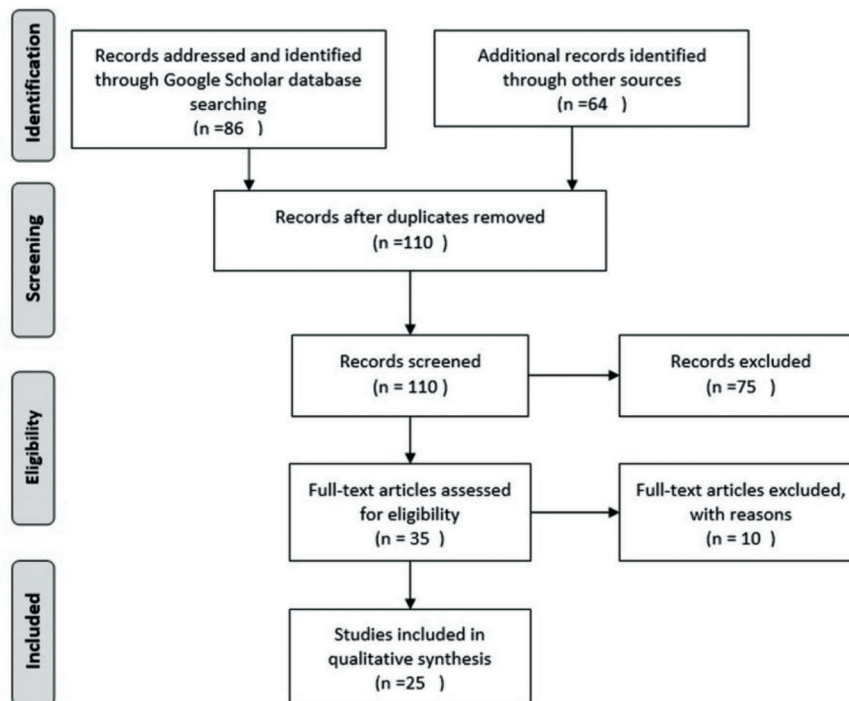 Identification
Records addressed and identified
through Google Scholar database
searching
(n =86 )
Additional records identified
through other sources
(n =64 )
Screening
Records after duplicates removed
(n =110 )
Records screened
(n = 110 )
Records excluded
(n =75 )
Eligibility
Full-text articles assessed
for eligibility
(n = 35 )
Full-text articles excluded,
with reasons
(n = 10 )
Included
Studies included in
qualitative synthesis
(n =25 )